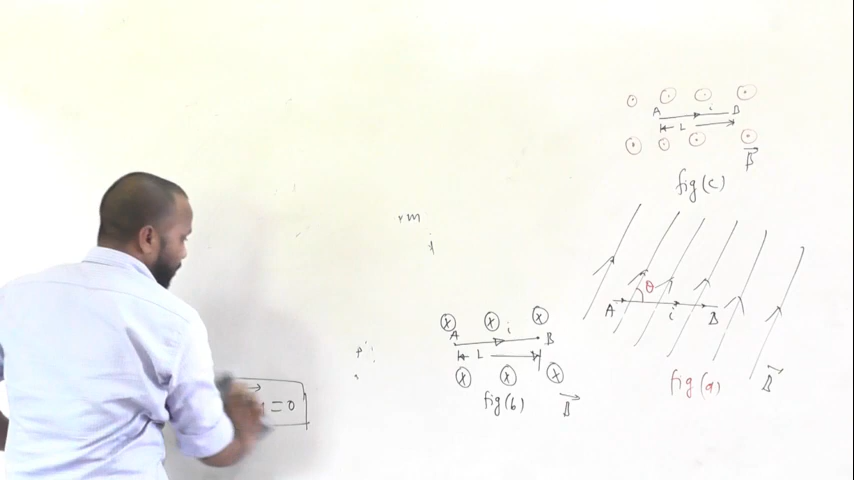 A i B
L
B
fig(c)
θ
A i B
B
fig(a)
m
ⓧ ⓧ ⓧ
A i B
L
ⓧ ⓧ ⓧ
fig(b) B
= 0